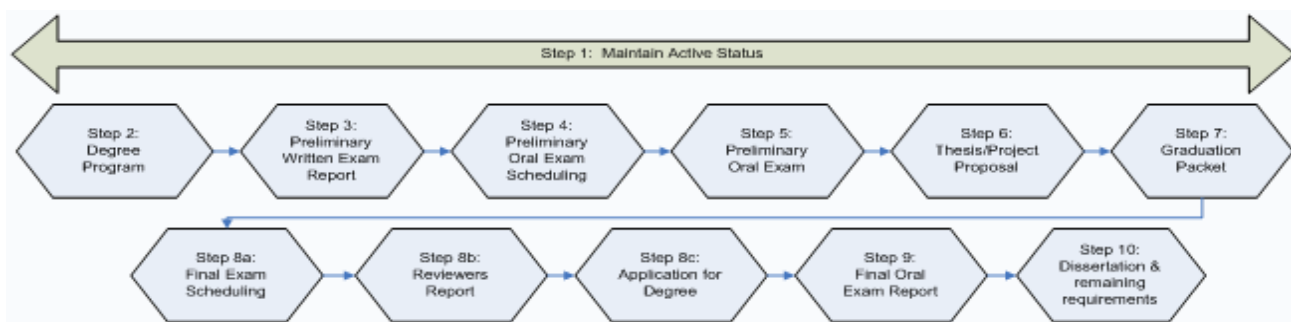 Step 1: Maintain Active Status
Step 2:
Degree
Program
Step 3:
Preliminary
Written Exam
Report
Step 4:
Preliminary
Oral Exam
Scheduling
Step 5:
Preliminary
Oral Exam
Step 6:
Thesis/Project
Proposal
Step 7:
Graduation
Packet
Step 8a:
Final Exam
Scheduling
Step 8b:
Reviewers
Report
Step 8c:
Application for
Degree
Step 9:
Final Oral
Exam Report
Step 10:
Dissertation &
remaining
requirements